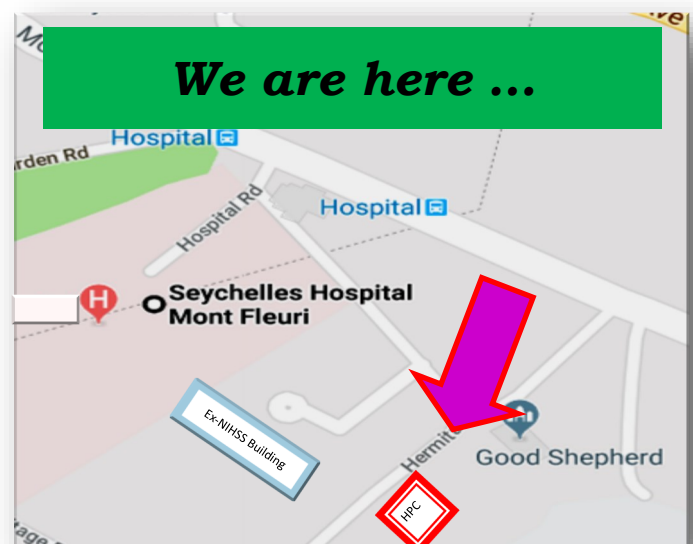 We are here ...
Hospital
rden Rd
Hospital Rd
Hospital
H
Seychelles Hospital
Mont Fleuri
Ex-NIHSS Building
Hermit
Good Shepherd
HPC